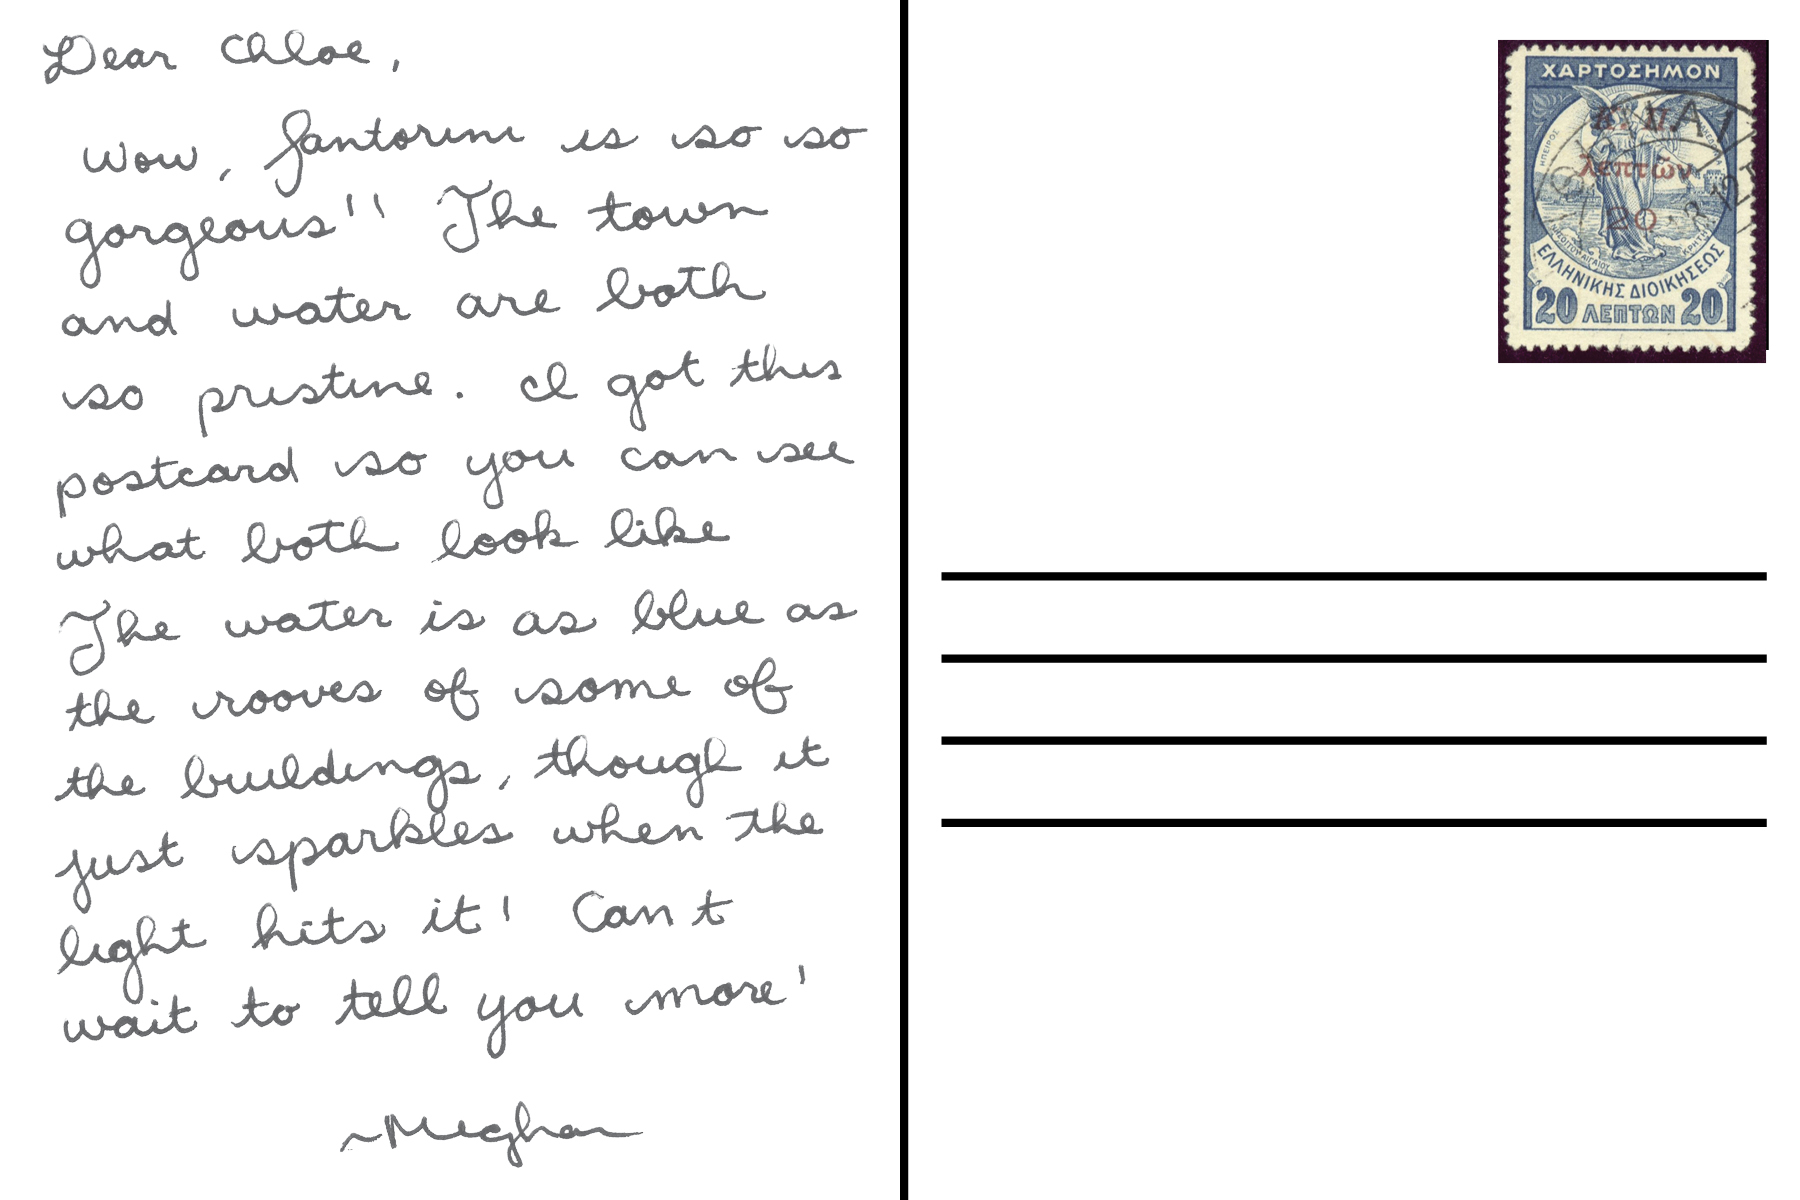 Dear Chloe,
Wow, Santorini is so so
gorgeous!! The town
and water are both
so pristine. I got this
postcard so you can see
what both look like
The water is as blue as
the rooves of some of
the buildings, though it
just sparkles when the
light hits it! Can't
wait to tell you more!
~Meghan
ΧΑΡΤΟΣΗΜΟΝ
λεπτῶν
20
ΗΠΕΙΡΟΣ
ΚΡΗΤΗ
ΕΛΛΗΝΙΚΗΣ ΔΙΟΙΚΗΣΕΩΣ
20 ΛΕΠΤΩΝ 20